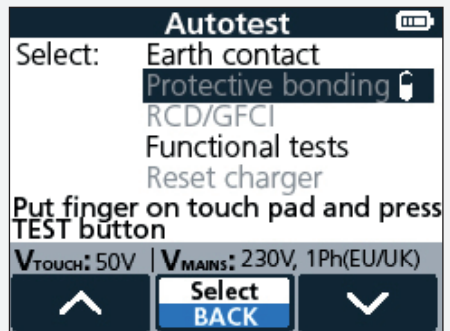 Autotest
Select: Earth contact
Protective bonding
RCD/GFCI
Functional tests
Reset charger
Put finger on touch pad and press
TEST button
VTOUCH: 50V | VMAINS: 230V, 1Ph(EU/UK)
Select
BACK